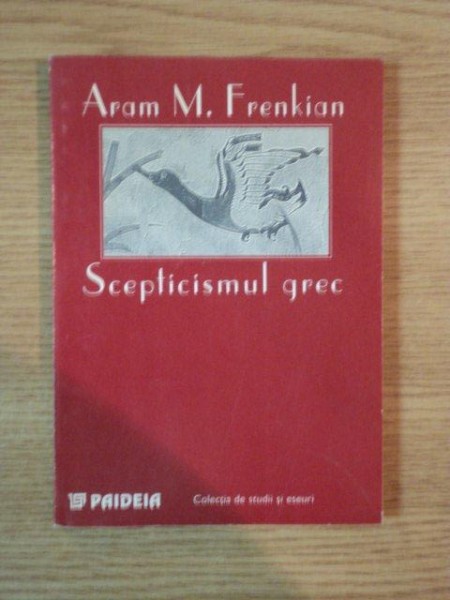 Aram M. Frenkian
Scepticismul grec
PAIDEIA Colecția de studii și eseuri